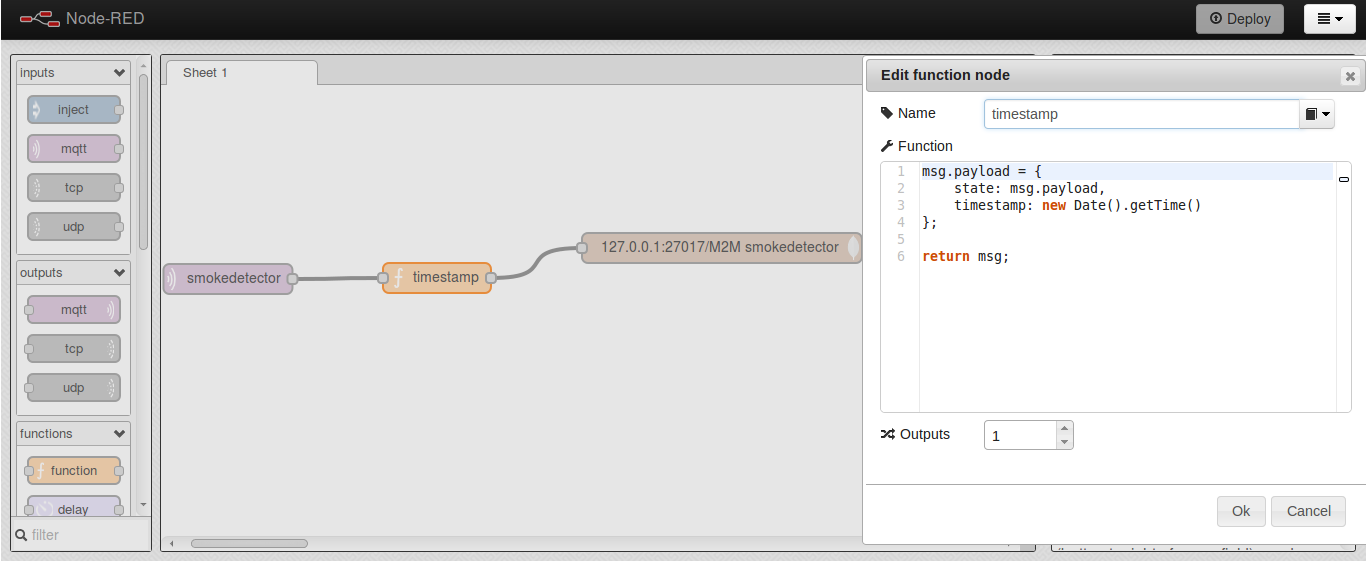 Node-RED
Deploy
inputs
inject
mqtt
tcp
udp
outputs
mqtt
tcp
udp
functions
function
delay
filter
Sheet 1
smokedetector
timestamp
127.0.0.1:27017/M2M smokedetector
Edit function node
Name
timestamp
Function
1 msg.payload = {
2 state: msg.payload,
3 timestamp: new Date().getTime()
4 };
5
6 return msg;
Outputs
1
Ok
Cancel